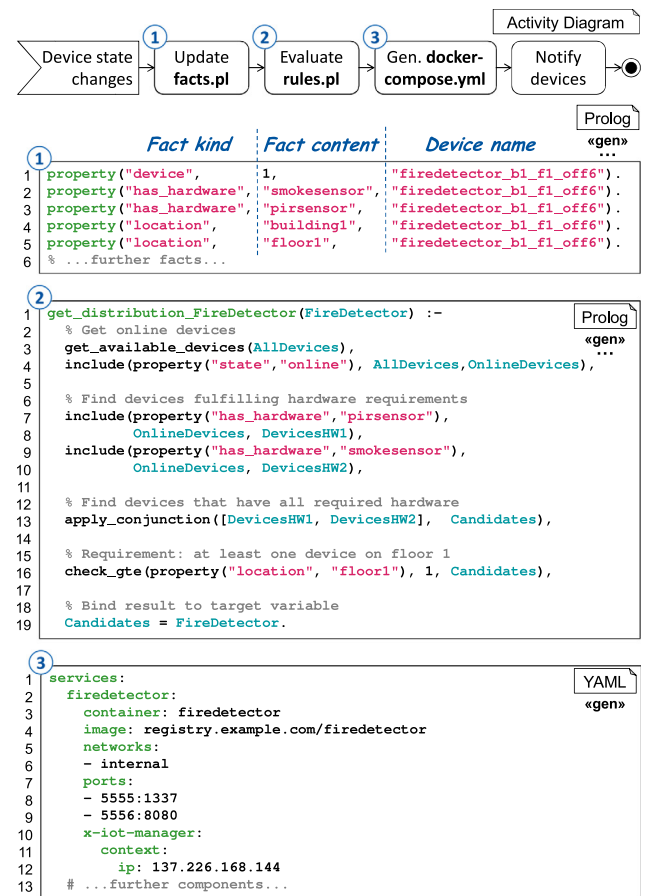 Activity Diagram
1 2 3
Device state changes
Update facts.pl
Evaluate rules.pl
Gen. docker-compose.yml
Notify devices
Prolog
«gen»
...
Fact kind Fact content Device name
1
1 property("device", 1, "firedetector_b1_f1_off6").
2 property("has_hardware", "smokesensor", "firedetector_b1_f1_off6").
3 property("has_hardware", "pirsensor", "firedetector_b1_f1_off6").
4 property("location", "building1", "firedetector_b1_f1_off6").
5 property("location", "floor1", "firedetector_b1_f1_off6").
6 % ...further facts...
2
Prolog
«gen»
...
1 get_distribution_FireDetector(FireDetector) :-
2 % Get online devices
3 get_available_devices(AllDevices),
4 include(property("state","online"), AllDevices,OnlineDevices),
5
6 % Find devices fulfilling hardware requirements
7 include(property("has_hardware","pirsensor"),
8 OnlineDevices, DevicesHW1),
9 include(property("has_hardware","smokesensor"),
10 OnlineDevices, DevicesHW2),
11
12 % Find devices that have all required hardware
13 apply_conjunction([DevicesHW1, DevicesHW2], Candidates),
14
15 % Requirement: at least one device on floor 1
16 check_gte(property("location", "floor1"), 1, Candidates),
17
18 % Bind result to target variable
19 Candidates = FireDetector.
3
YAML
«gen»
1 services:
2 firedetector:
3 container: firedetector
4 image: registry.example.com/firedetector
5 networks:
6 - internal
7 ports:
8 - 5555:1337
9 - 5556:8080
10 x-iot-manager:
11 context:
12 ip: 137.226.168.144
13 # ...further components...